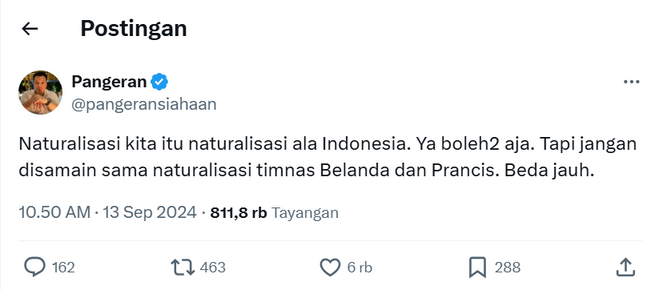 Postingan
Pangeran
@pangeransiahaan
Naturalisasi kita itu naturalisasi ala Indonesia. Ya boleh2 aja. Tapi jangan
disamain sama naturalisasi timnas Belanda dan Prancis. Beda jauh.
10.50 AM · 13 Sep 2024 · 811,8 rb Tayangan
162 463 6 rb 288